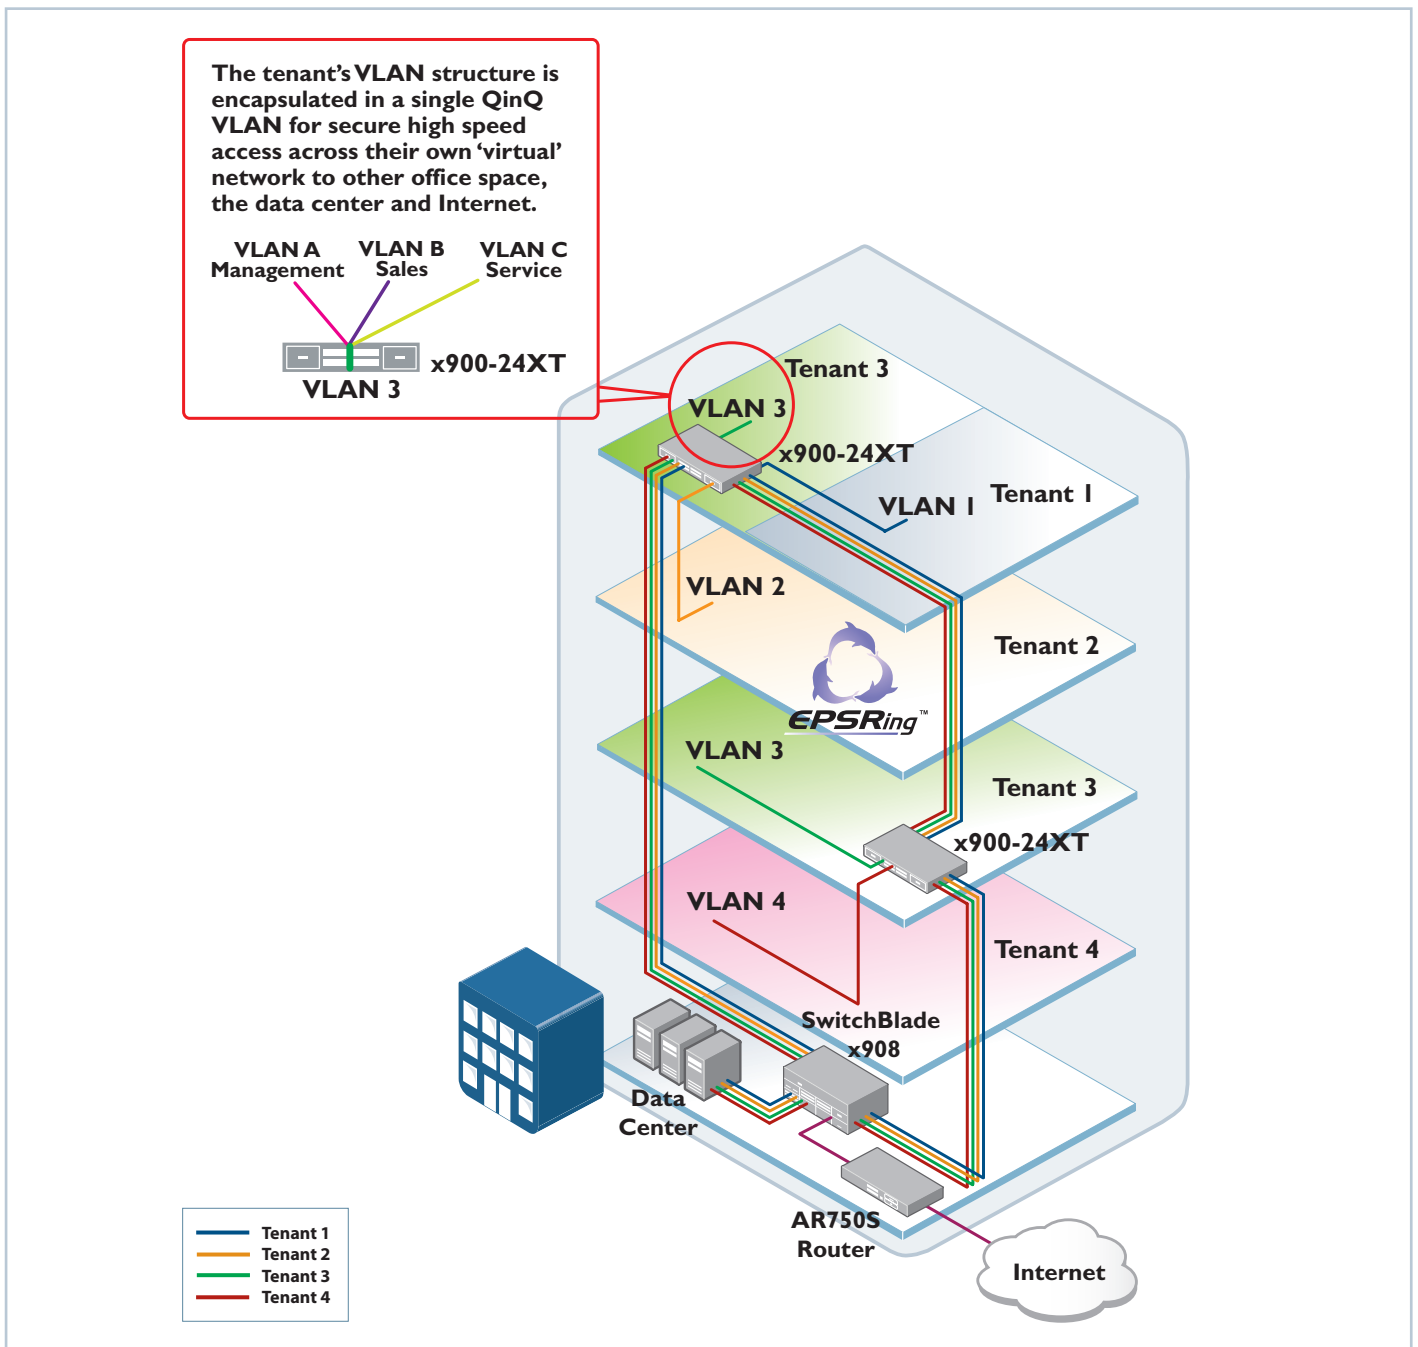 The tenant's VLAN structure is
encapsulated in a single QinQ
VLAN for secure high speed
access across their own 'virtual'
network to other office space,
the data center and Internet.
VLAN A
Management
VLAN B
Sales
VLAN C
Service
x900-24XT
VLAN 3
Tenant 3
VLAN 3
x900-24XT
Tenant 1
VLAN 1
VLAN 2
Tenant 2
EPSRing™
VLAN 3
Tenant 3
x900-24XT
VLAN 4
Tenant 4
SwitchBlade
x908
Data
Center
AR750S
Router
Internet
Tenant 1
Tenant 2
Tenant 3
Tenant 4